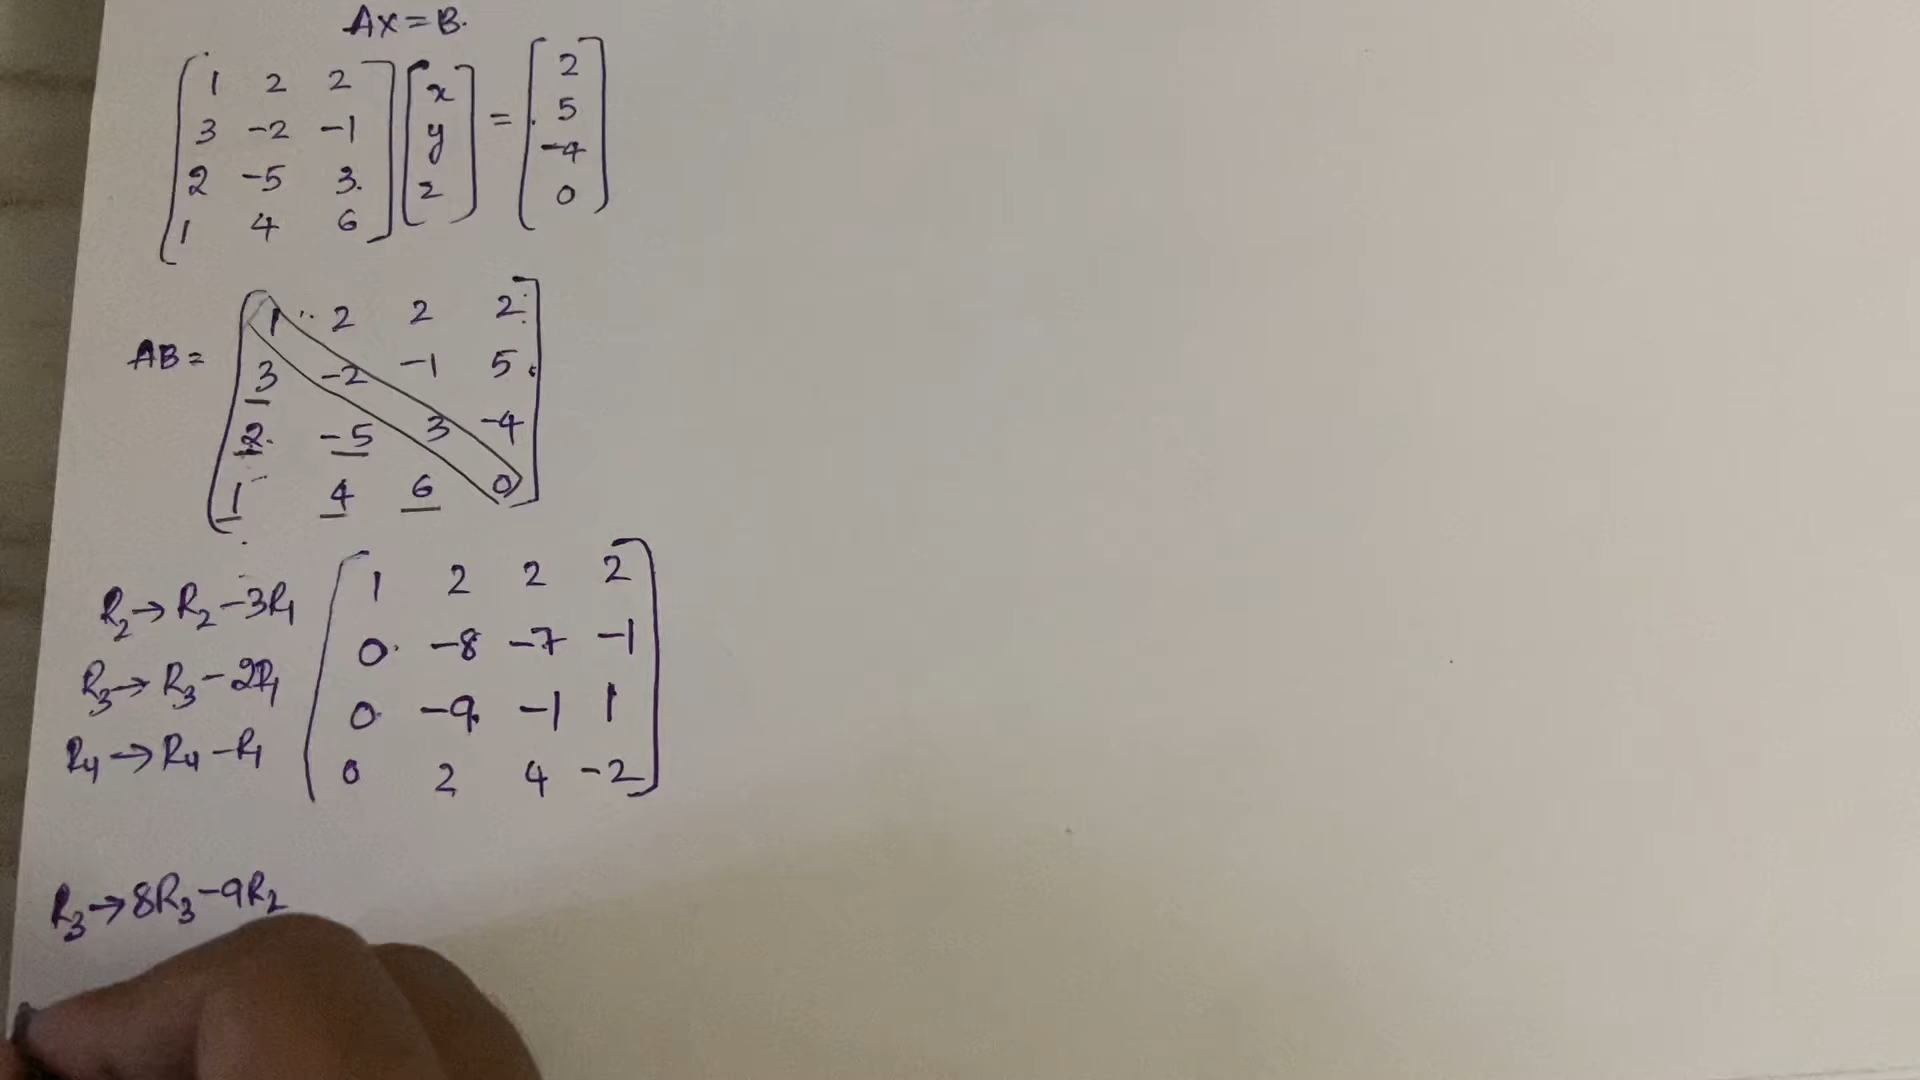 AX = B.
[1 2 2
3 -2 -1
2 -5 3.
1 4 6] [x
y
z] = [2
5
-4
0]
AB = [1 2 2 2
3 -2 -1 5
2 -5 3 -4
1 4 6 0]
[1 2 2 2
R2 → R2 - 3R1 0 -8 -7 -1
R3 → R3 - 2R1 0 -9 -1 1
R4 → R4 - R1 0 2 4 -2]
R3 → 8R3 - 9R2